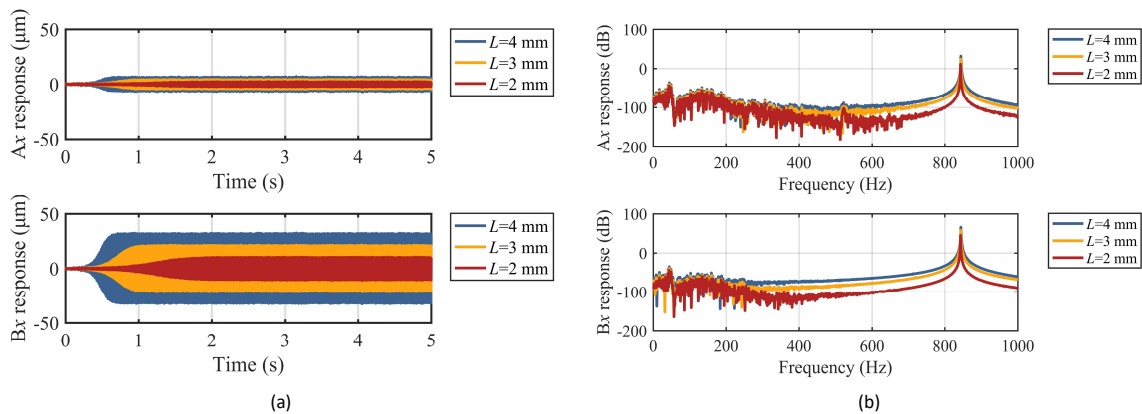 50
0
-50
Ax response (μm)
0 1 2 3 4 5
Time (s)
L=4 mm
L=3 mm
L=2 mm
50
0
-50
Bx response (μm)
0 1 2 3 4 5
Time (s)
L=4 mm
L=3 mm
L=2 mm
(a)
100
0
-100
-200
Ax response (dB)
0 200 400 600 800 1000
Frequency (Hz)
L=4 mm
L=3 mm
L=2 mm
100
0
-100
-200
Bx response (dB)
0 200 400 600 800 1000
Frequency (Hz)
L=4 mm
L=3 mm
L=2 mm
(b)